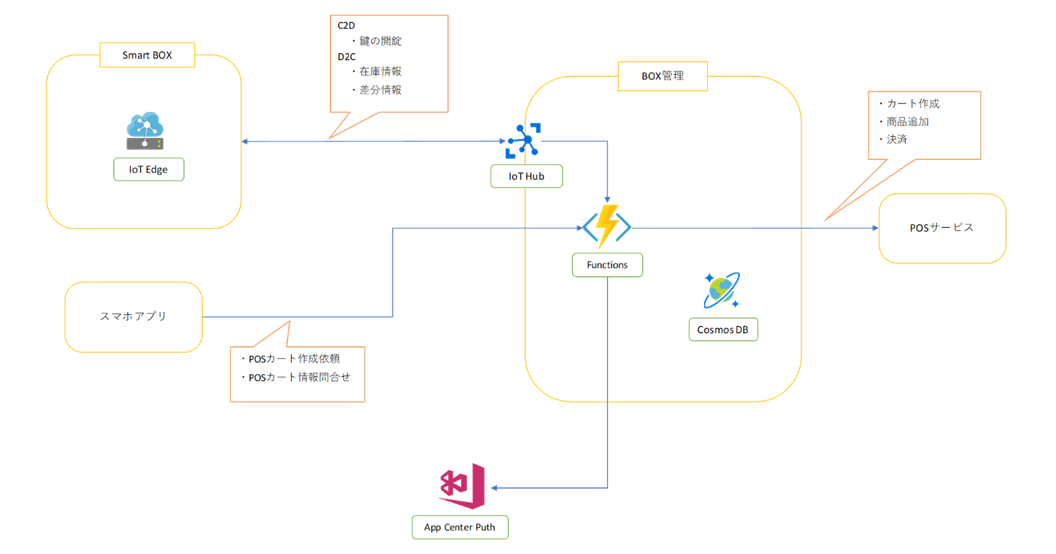 C2D
・鍵の開錠
D2C
・在庫情報
・差分情報
Smart BOX
IoT Edge
BOX管理
IoT Hub
Functions
Cosmos DB
・カート作成
・商品追加
・決済
POSサービス
スマホアプリ
・POSカート作成依頼
・POSカート情報問合せ
App Center Puth